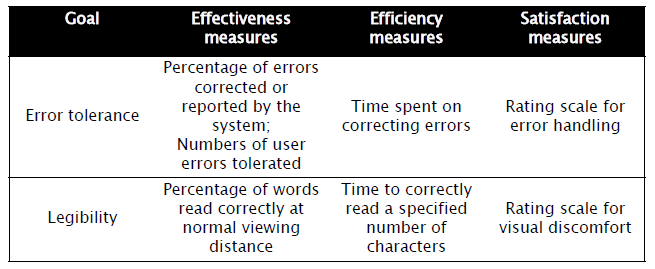 Goal
Effectiveness
measures
Efficiency
measures
Satisfaction
measures
Error tolerance
Percentage of errors
corrected or
reported by the
system;
Numbers of user
errors tolerated
Time spent on
correcting errors
Rating scale for
error handling
Legibility
Percentage of words
read correctly at
normal viewing
distance
Time to correctly
read a specified
number of
characters
Rating scale for
visual discomfort